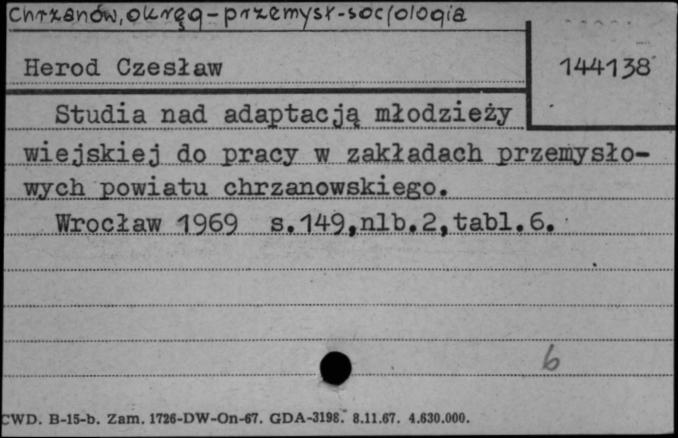 Chrzanów, okręg - przemysł - socjologia
Herod Czesław
144138
Studia nad adaptacją młodzieży
wiejskiej do pracy w zakładach przemysło-
wych powiatu chrzanowskiego.
Wrocław 1969 s.149,nlb.2,tabl.6.
b
CWD. B-15-b. Zam. 1726-DW-On-67. GDA-3198. 8.11.67. 4.630.000.